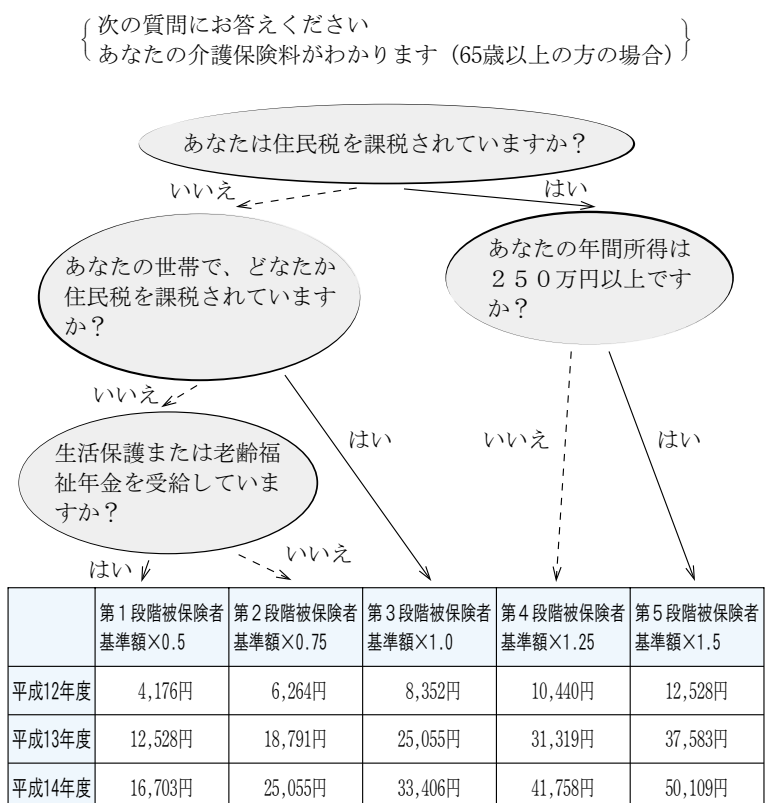 次の質問にお答えください
あなたの介護保険料がわかります（65歳以上の方の場合）
あなたは住民税を課税されていますか？
いいえ
はい
あなたの世帯で、どなたか
住民税を課税されています
か？
あなたの年間所得は
２５０万円以上です
か？
いいえ
はい
いいえ
はい
生活保護または老齢福
祉年金を受給していま
すか？
はい
いいえ
第１段階被保険者 第２段階被保険者 第３段階被保険者 第４段階被保険者 第５段階被保険者
基準額×0.5 基準額×0.75 基準額×1.0 基準額×1.25 基準額×1.5
平成12年度 4,176円 6,264円 8,352円 10,440円 12,528円
平成13年度 12,528円 18,791円 25,055円 31,319円 37,583円
平成14年度 16,703円 25,055円 33,406円 41,758円 50,109円